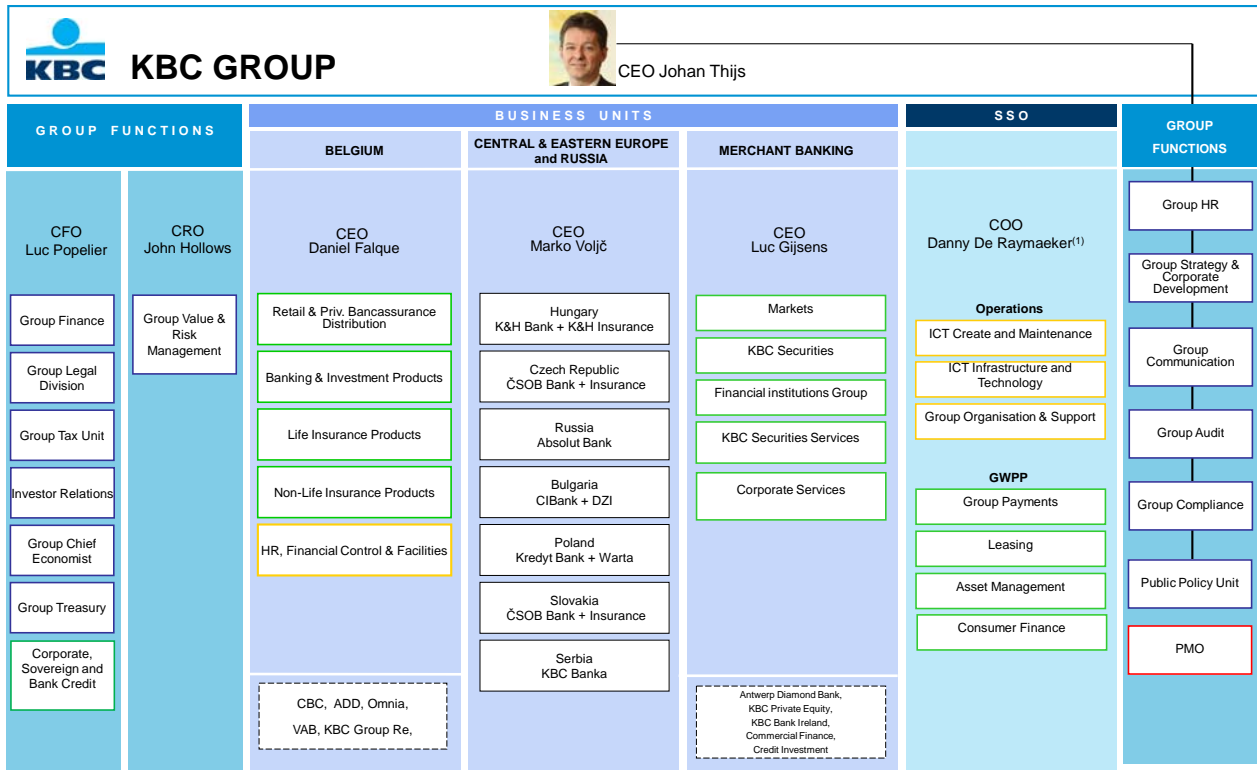 KBC
KBC GROUP
CEO Johan Thijs
GROUP FUNCTIONS
BUSINESS UNITS
SSO
GROUP
FUNCTIONS
BELGIUM
CENTRAL & EASTERN EUROPE
and RUSSIA
MERCHANT BANKING
CFO
Luc Popelier
Group Finance
Group Legal
Division
Group Tax Unit
Investor Relations
Group Chief
Economist
Group Treasury
Corporate,
Sovereign and
Bank Credit
CRO
John Hollows
Group Value &
Risk
Management
CEO
Daniel Falque
Retail & Priv. Bancassurance
Distribution
Banking & Investment Products
Life Insurance Products
Non-Life Insurance Products
HR, Financial Control & Facilities
CBC, ADD, Omnia,
VAB, KBC Group Re,
CEO
Marko Voljč
Hungary
K&H Bank + K&H Insurance
Czech Republic
ČSOB Bank + Insurance
Russia
Absolut Bank
Bulgaria
CIBank + DZI
Poland
Kredyt Bank + Warta
Slovakia
ČSOB Bank + Insurance
Serbia
KBC Banka
CEO
Luc Gijsens
Markets
KBC Securities
Financial institutions Group
KBC Securities Services
Corporate Services
Antwerp Diamond Bank,
KBC Private Equity,
KBC Bank Ireland,
Commercial Finance,
Credit Investment
COO
Danny De Raymaeker(1)
Operations
ICT Create and Maintenance
ICT Infrastructure and
Technology
Group Organisation & Support
GWPP
Group Payments
Leasing
Asset Management
Consumer Finance
Group HR
Group Strategy &
Corporate
Development
Group
Communication
Group Audit
Group Compliance
Public Policy Unit
PMO